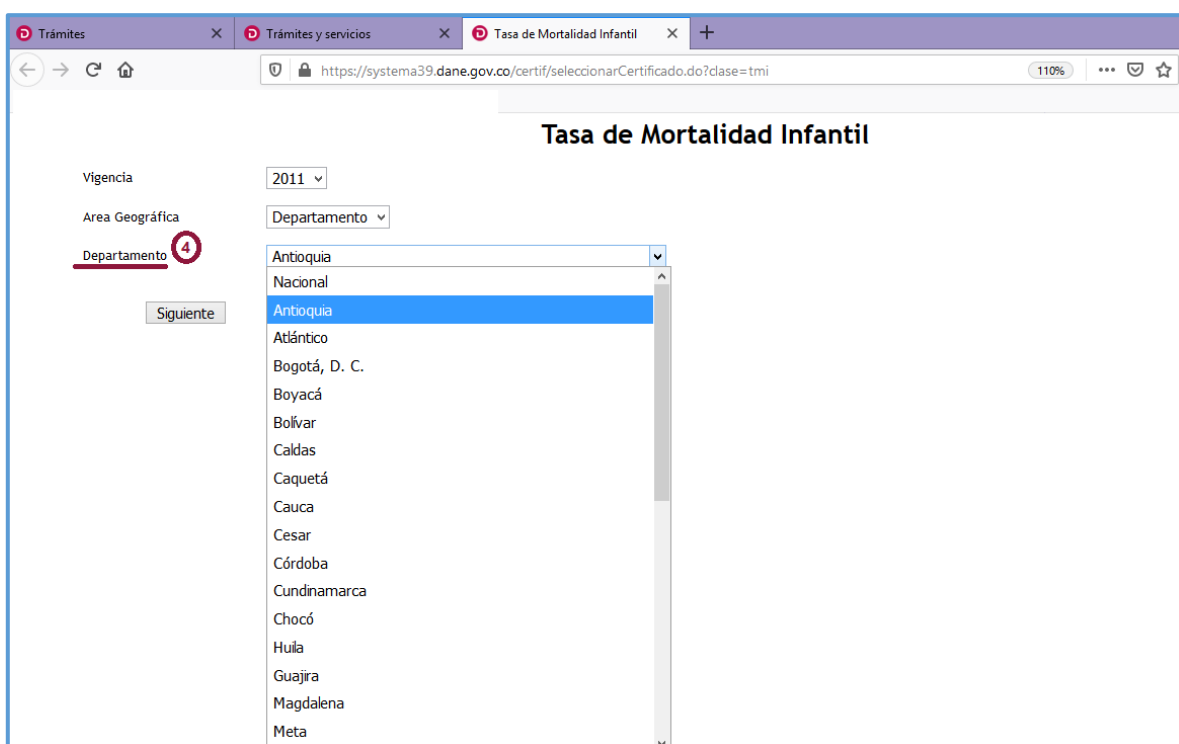 Trámites
Trámites y servicios
Tasa de Mortalidad Infantil
https://systema39.dane.gov.co/certif/seleccionarCertificado.do?clase=tmi
110%
Tasa de Mortalidad Infantil
Vigencia 2011
Area Geográfica Departamento
Departamento 4 Antioquia
Nacional
Siguiente Antioquia
Atlántico
Bogotá, D. C.
Boyacá
Bolívar
Caldas
Caquetá
Cauca
Cesar
Córdoba
Cundinamarca
Chocó
Huila
Guajira
Magdalena
Meta